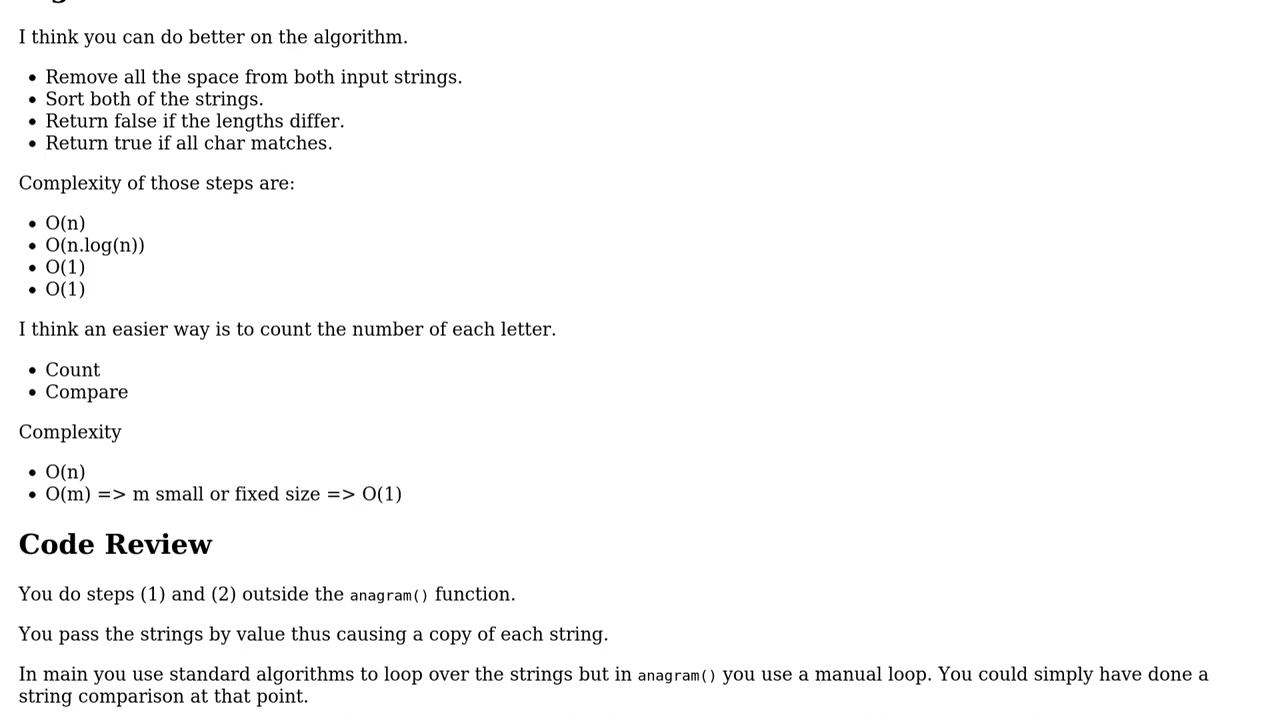 I think you can do better on the algorithm.
• Remove all the space from both input strings.
• Sort both of the strings.
• Return false if the lengths differ.
• Return true if all char matches.
Complexity of those steps are:
• O(n)
• O(n.log(n))
• O(1)
• O(1)
I think an easier way is to count the number of each letter.
• Count
• Compare
Complexity
• O(n)
• O(m) => m small or fixed size => O(1)
Code Review
You do steps (1) and (2) outside the anagram() function.
You pass the strings by value thus causing a copy of each string.
In main you use standard algorithms to loop over the strings but in anagram() you use a manual loop. You could simply have done a
string comparison at that point.